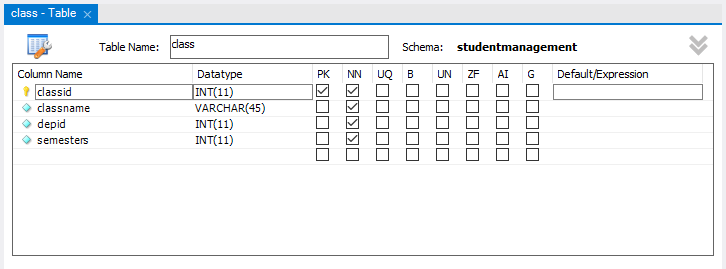 class - Table ×
Table Name: class Schema: studentmanagement
Column Name Datatype PK NN UQ B UN ZF AI G Default/Expression
classid INT(11)
classname VARCHAR(45)
depid INT(11)
semesters INT(11)